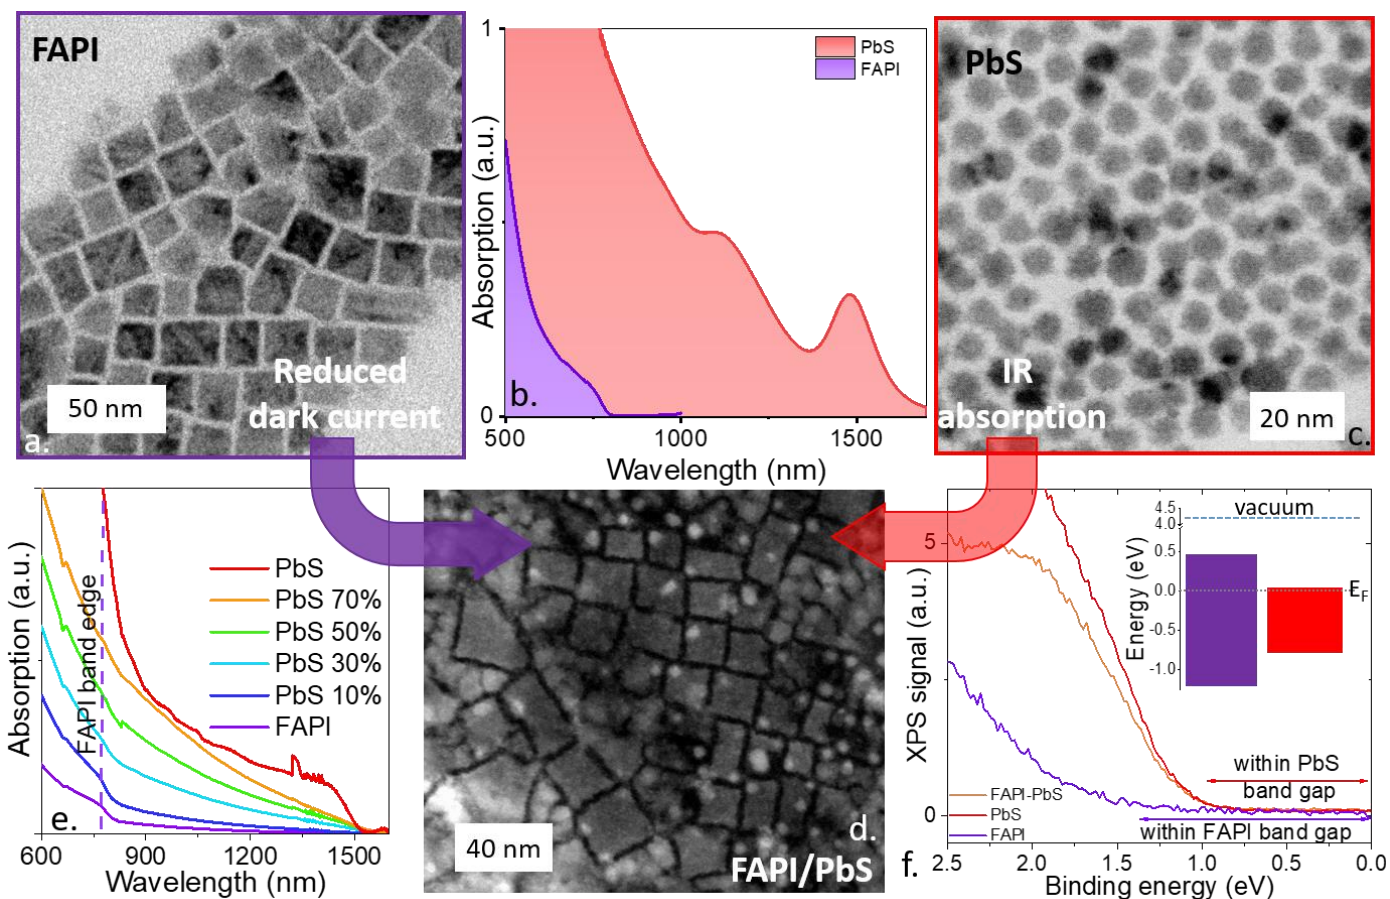 FAPI
Reduced
dark current
50 nm
a.
1
0
Absorption (a.u.)
PbS
FAPI
b.
500
1000
1500
Wavelength (nm)
PbS
IR
absorption
20 nm
c.
Absorption (a.u.)
FAPI band edge
PbS
PbS 70%
PbS 50%
PbS 30%
PbS 10%
FAPI
e.
600
900
1200
1500
Wavelength (nm)
40 nm
d.
FAPI/PbS
XPS signal (a.u.)
5
0
Energy (eV)
4.5
4.0
0.5
0.0
-0.5
-1.0
vacuum
E_F
within PbS
band gap
FAPI-PbS
PbS
FAPI
within FAPI band gap
f.
2.5
2.0
1.5
1.0
0.5
0.0
Binding energy (eV)